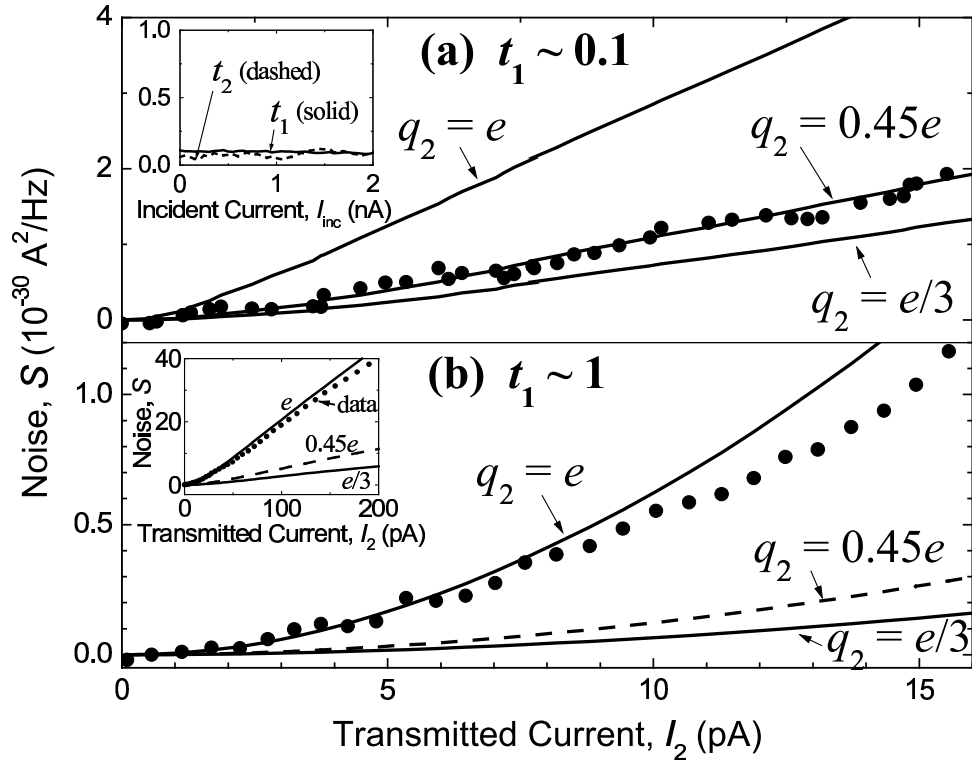 Noise, S (10⁻³⁰ A²/Hz)
4
2
0
(a) t₁ ~ 0.1
q₂ = e
q₂ = 0.45e
q₂ = e/3
1.0
0.5
0.0
t₂ (dashed)
t₁ (solid)
0 1 2
Incident Current, I_inc (nA)
(b) t₁ ~ 1
1.0
0.5
0.0
q₂ = e
q₂ = 0.45e
q₂ = e/3
Noise, S
40
20
0
e
data
0.45e
e/3
0 100 200
Transmitted Current, I₂ (pA)
0 5 10 15
Transmitted Current, I₂ (pA)